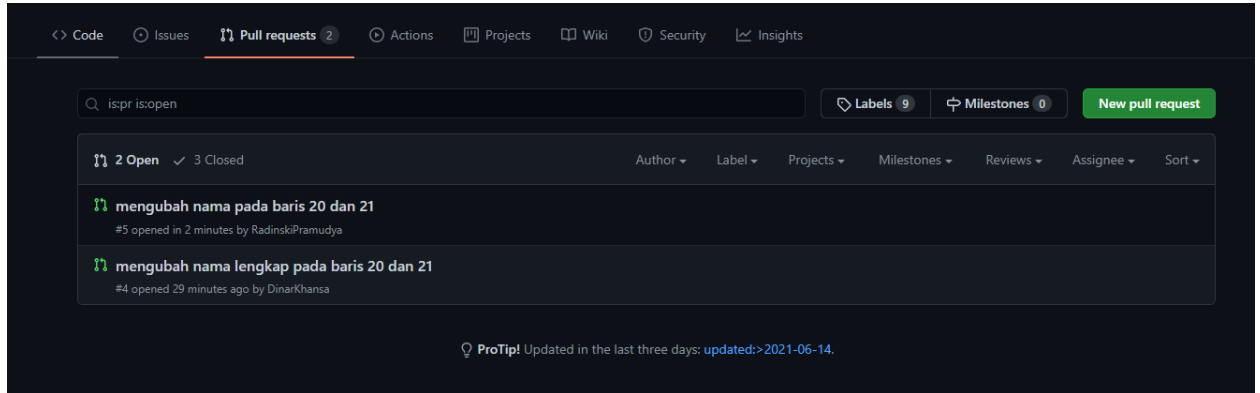 <> Code Issues Pull requests 2 Actions Projects Wiki Security Insights
is:pr is:open Labels 9 Milestones 0 New pull request
2 Open 3 Closed Author Label Projects Milestones Reviews Assignee Sort
mengubah nama pada baris 20 dan 21
#5 opened in 2 minutes by RadinskiPramudya
mengubah nama lengkap pada baris 20 dan 21
#4 opened 29 minutes ago by DinarKhansa
ProTip! Updated in the last three days: updated:>2021-06-14.